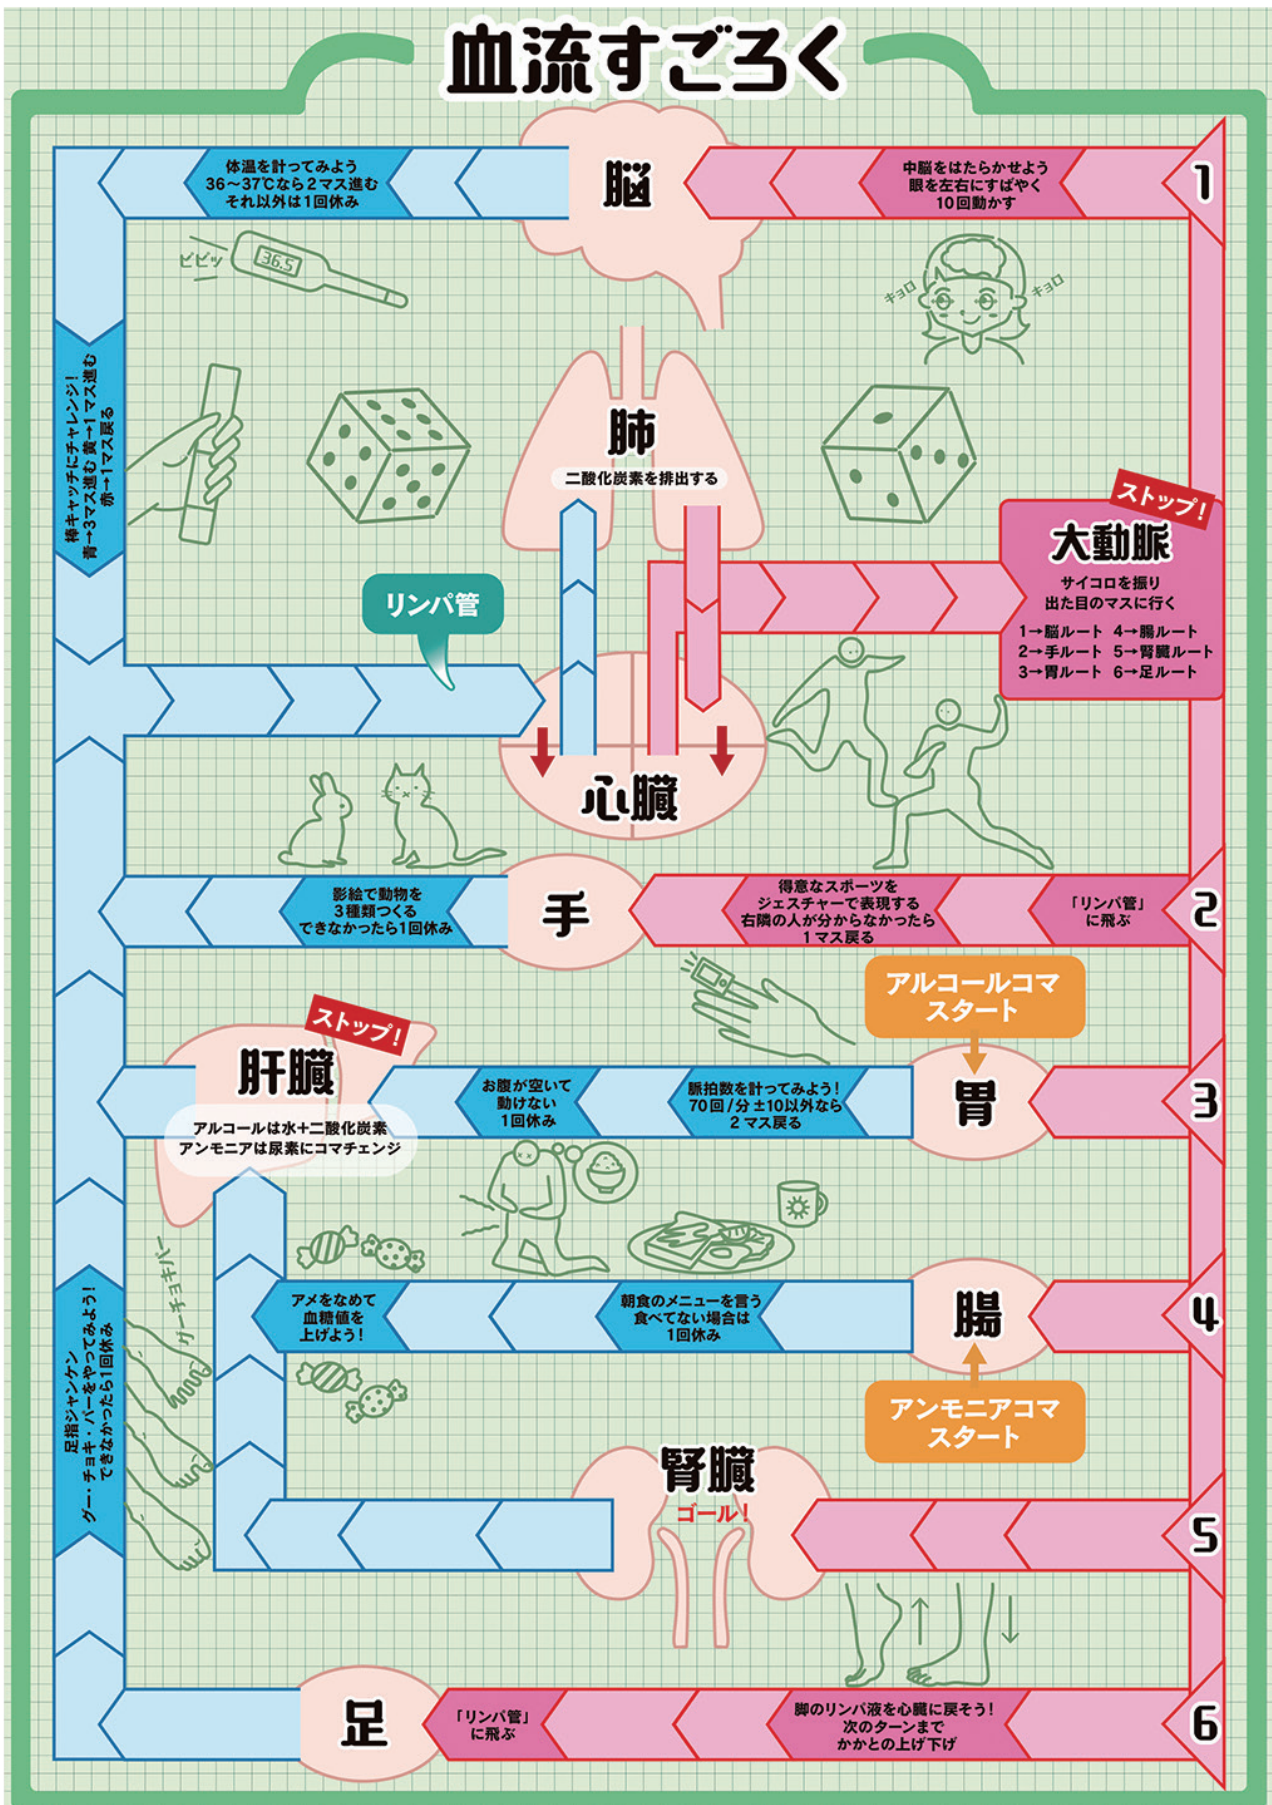 血流すごろく
体温を計ってみよう
36～37℃なら2マス進む
それ以外は1回休み
脳
中脳をはたらかせよう
眼を左右にすばやく
10回動かす
1
ピピッ
36.5
キョロ
キョロ
棒キャッチにチャレンジ！
青→3マス進む 黄→1マス進む
赤→1マス戻る
肺
二酸化炭素を排出する
ストップ！
大動脈
サイコロを振り
出た目のマスに行く
1→脳ルート 4→腸ルート
2→手ルート 5→腎臓ルート
3→胃ルート 6→足ルート
リンパ管
心臓
影絵で動物を
3種類つくる
できなかったら1回休み
手
得意なスポーツを
ジェスチャーで表現する
右隣の人が分からなかったら
1マス戻る
「リンパ管」
に飛ぶ
2
アルコールコマ
スタート
ストップ！
肝臓
アルコールは水＋二酸化炭素
アンモニアは尿素にコマチェンジ
お腹が空いて
動けない
1回休み
脈拍数を計ってみよう！
70回/分±10以外なら
2マス戻る
胃
3
グーチョキパー
アメをなめて
血糖値を
上げよう！
朝食のメニューを言う
食べてない場合は
1回休み
腸
4
アンモニアコマ
スタート
足指ジャンケン
グー・チョキ・パーをやってみよう！
できなかったら1回休み
腎臓
ゴール！
5
足
「リンパ管」
に飛ぶ
脚のリンパ液を心臓に戻そう！
次のターンまで
かかとの上げ下げ
6